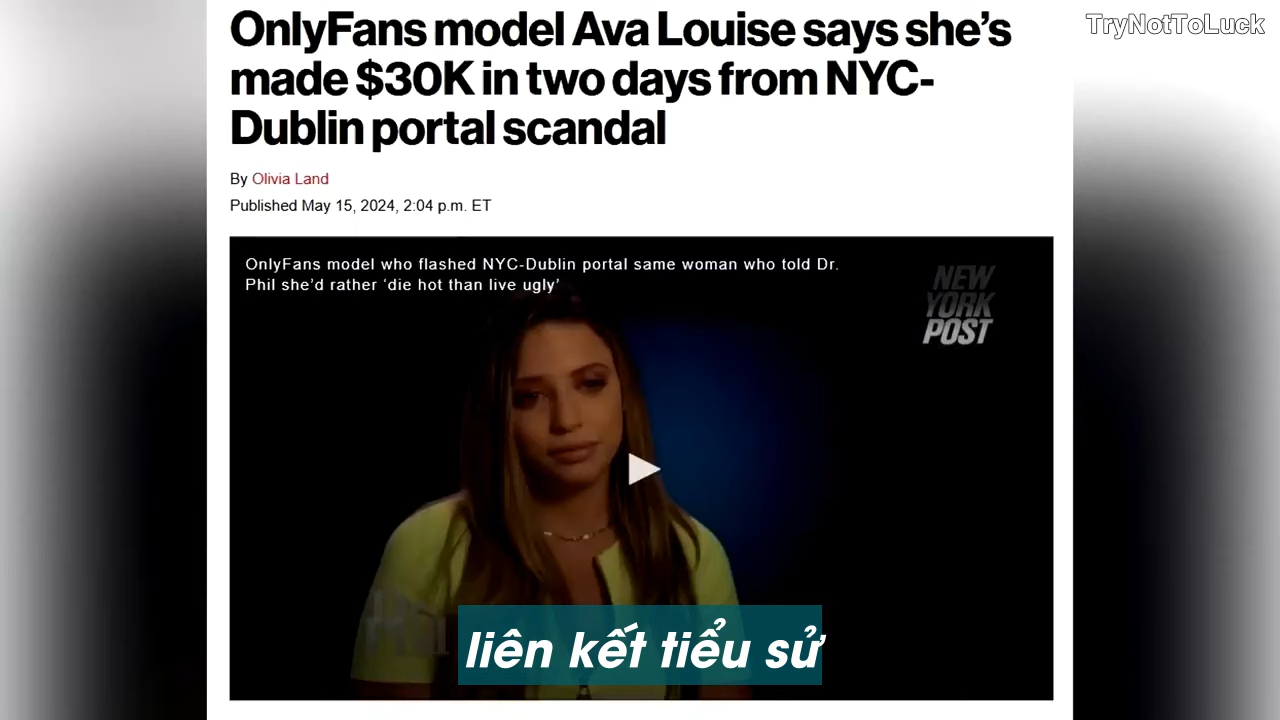 TryNotToLuck
OnlyFans model Ava Louise says she’s
made $30K in two days from NYC-
Dublin portal scandal
By Olivia Land
Published May 15, 2024, 2:04 p.m. ET
OnlyFans model who flashed NYC-Dublin portal same woman who told Dr.
Phil she’d rather ‘die hot than live ugly’
NEW
YORK
POST
liên kết tiểu sử